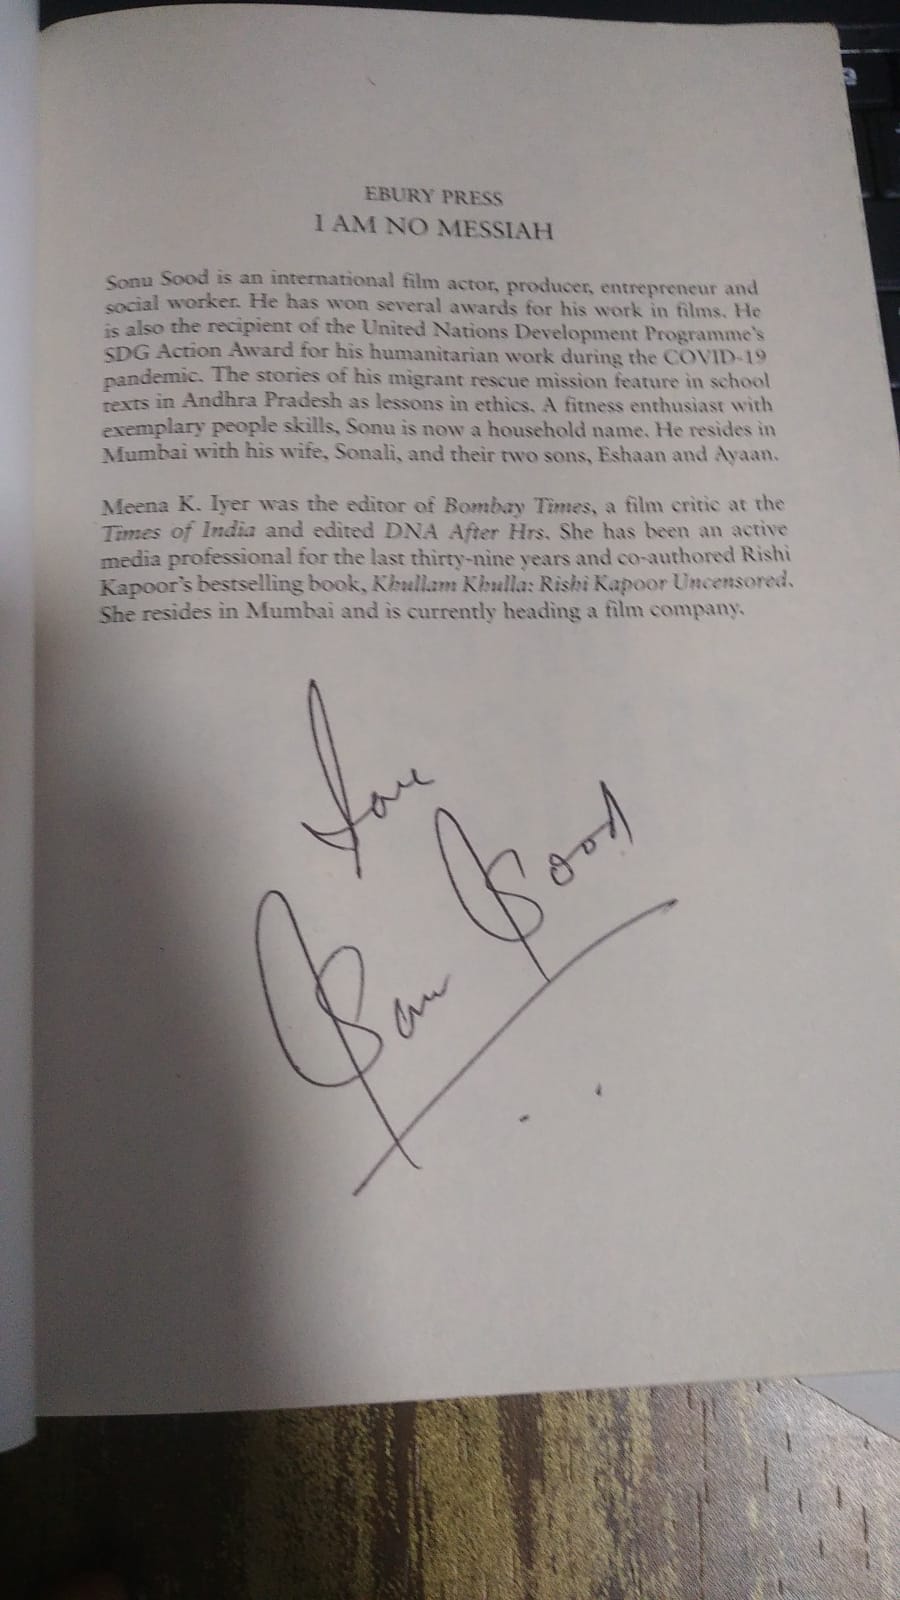 EBURY PRESS
I AM NO MESSIAH
Sonu Sood is an international film actor, producer, entrepreneur and
social worker. He has won several awards for his work in films. He
is also the recipient of the United Nations Development Programme's
SDG Action Award for his humanitarian work during the COVID-19
pandemic. The stories of his migrant rescue mission feature in school
texts in Andhra Pradesh as lessons in ethics. A fitness enthusiast with
exemplary people skills, Sonu is now a household name. He resides in
Mumbai with his wife, Sonali, and their two sons, Eshaan and Ayaan.
Meena K. Iyer was the editor of Bombay Times, a film critic at the
Times of India and edited DNA After Hrs. She has been an active
media professional for the last thirty-nine years and co-authored Rishi
Kapoor's bestselling book, Khullam Khulla: Rishi Kapoor Uncensored.
She resides in Mumbai and is currently heading a film company.
Sood